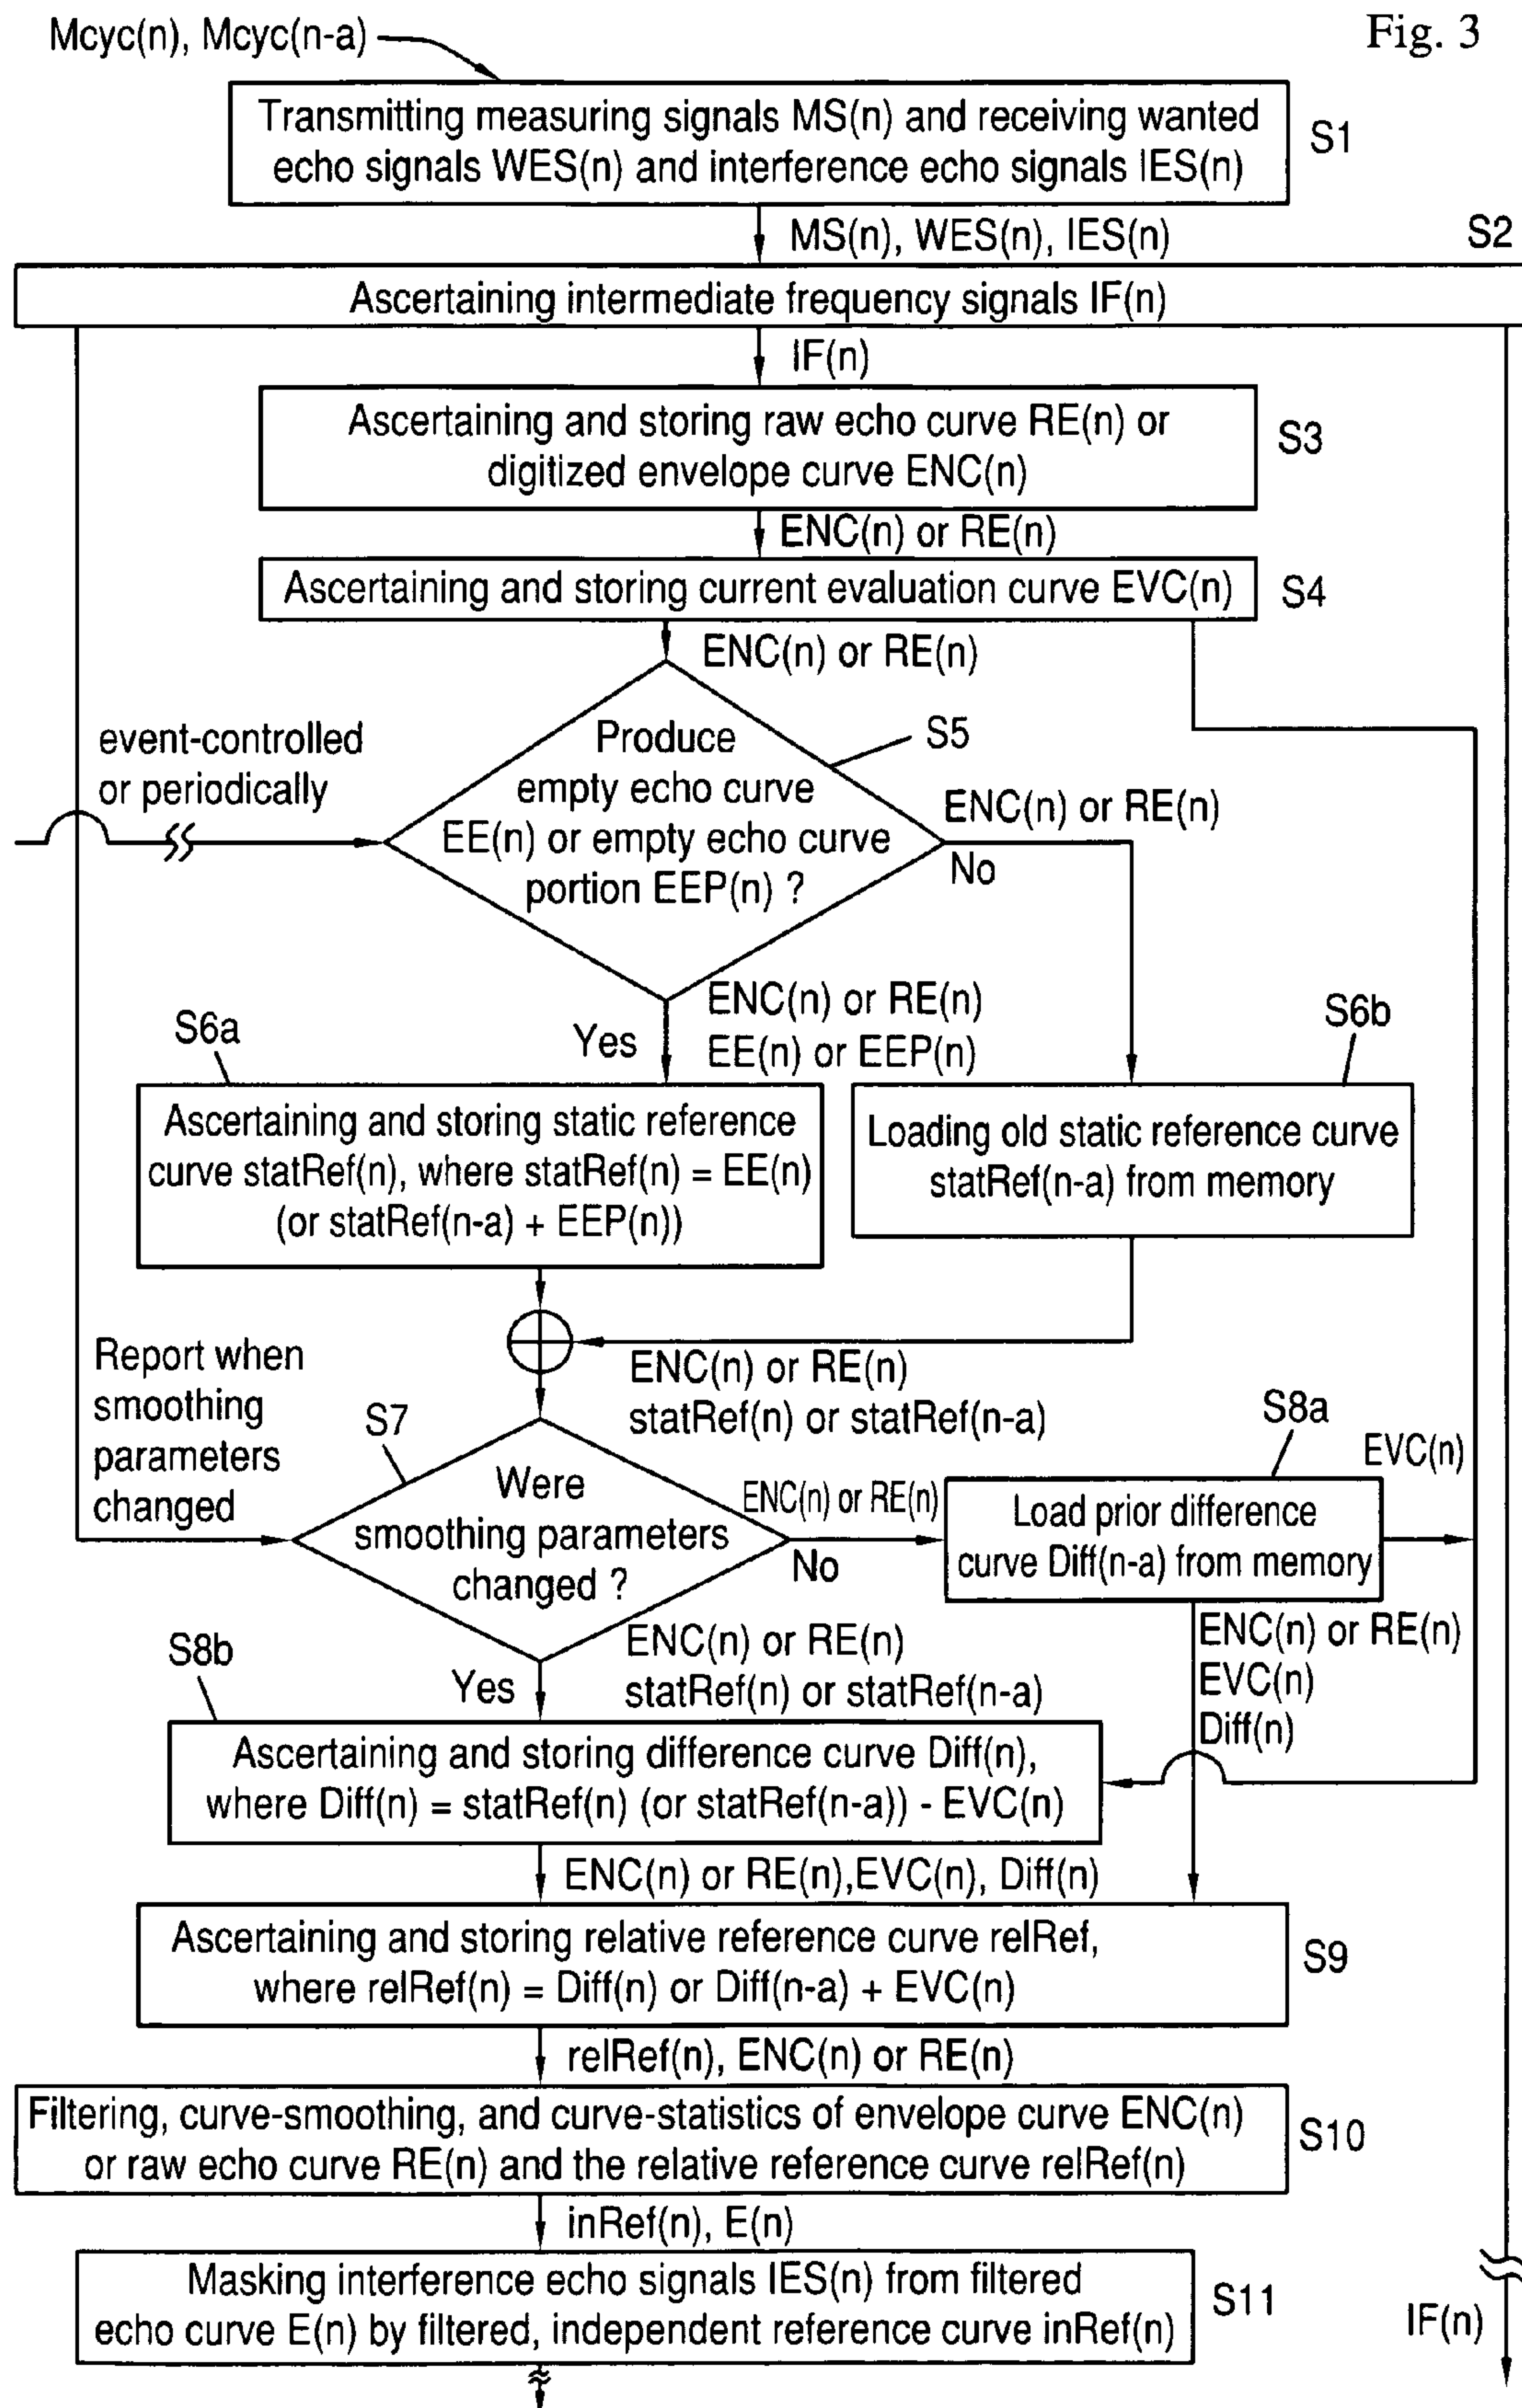 Mcyc(n), Mcyc(n-a)
Fig. 3
Transmitting measuring signals MS(n) and receiving wanted
echo signals WES(n) and interference echo signals IES(n)
S1
MS(n), WES(n), IES(n)
S2
Ascertaining intermediate frequency signals IF(n)
IF(n)
Ascertaining and storing raw echo curve RE(n) or
digitized envelope curve ENC(n)
S3
ENC(n) or RE(n)
Ascertaining and storing current evaluation curve EVC(n)
S4
ENC(n) or RE(n)
event-controlled
or periodically
Produce
empty echo curve
EE(n) or empty echo curve
portion EEP(n) ?
S5
ENC(n) or RE(n)
No
ENC(n) or RE(n)
EE(n) or EEP(n)
Yes
S6a
S6b
Ascertaining and storing static reference
curve statRef(n), where statRef(n) = EE(n)
(or statRef(n-a) + EEP(n))
Loading old static reference curve
statRef(n-a) from memory
ENC(n) or RE(n)
statRef(n) or statRef(n-a)
Report when
smoothing
parameters
changed
S7
Were
smoothing parameters
changed ?
ENC(n) or RE(n)
No
S8a
Load prior difference
curve Diff(n-a) from memory
EVC(n)
ENC(n) or RE(n)
EVC(n)
Diff(n)
ENC(n) or RE(n)
statRef(n) or statRef(n-a)
Yes
S8b
Ascertaining and storing difference curve Diff(n),
where Diff(n) = statRef(n) (or statRef(n-a)) - EVC(n)
ENC(n) or RE(n),EVC(n), Diff(n)
Ascertaining and storing relative reference curve relRef,
where relRef(n) = Diff(n) or Diff(n-a) + EVC(n)
S9
relRef(n), ENC(n) or RE(n)
Filtering, curve-smoothing, and curve-statistics of envelope curve ENC(n)
or raw echo curve RE(n) and the relative reference curve relRef(n)
S10
inRef(n), E(n)
Masking interference echo signals IES(n) from filtered
echo curve E(n) by filtered, independent reference curve inRef(n)
S11
IF(n)